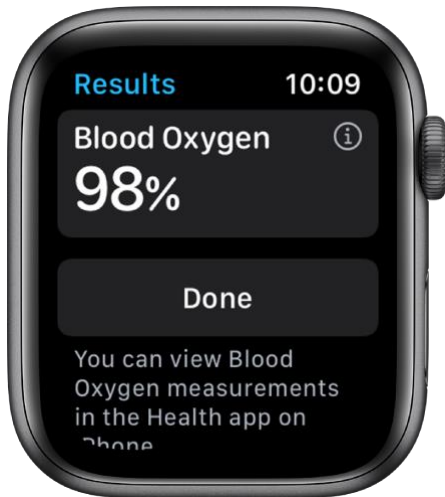 Results 10:09
Blood Oxygen
98%
Done
You can view Blood
Oxygen measurements
in the Health app on